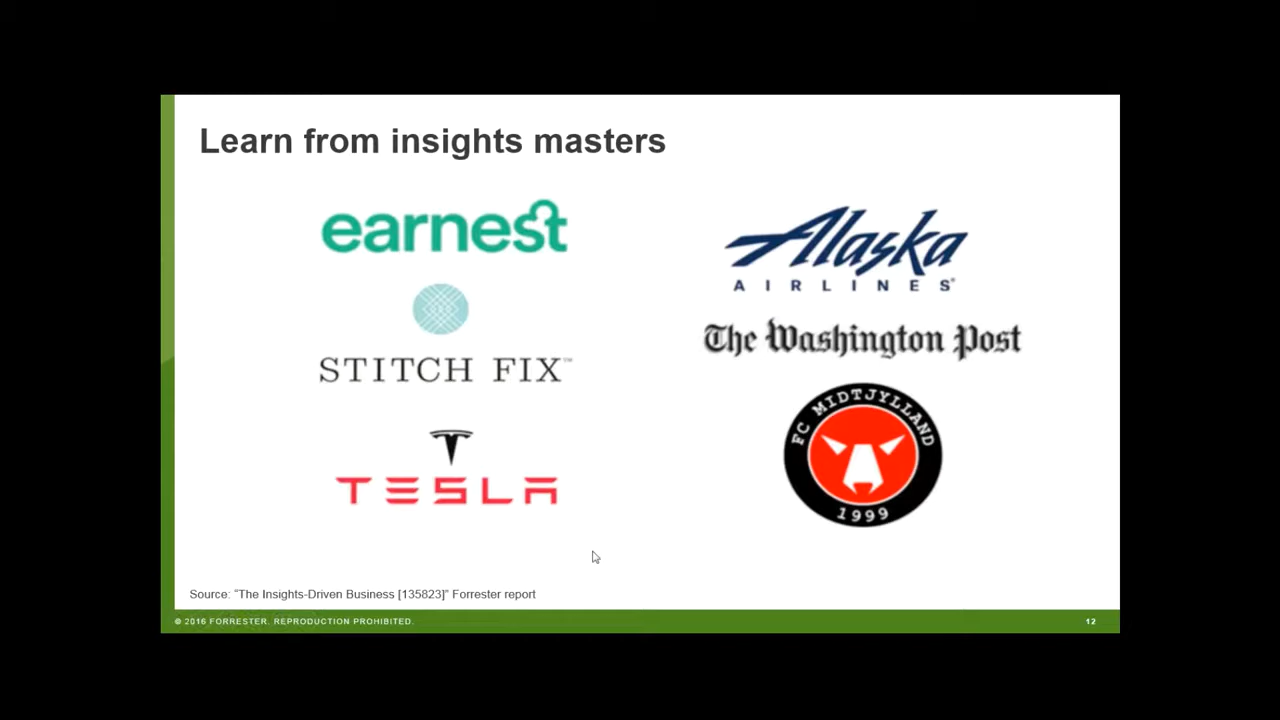 Learn from insights masters
earnest
STITCH FIX™
TESLA
Alaska
AIRLINES®
The Washington Post
FC MIDTJYLLAND
1999
Source: “The Insights-Driven Business [135823]” Forrester report
© 2016 FORRESTER. REPRODUCTION PROHIBITED.
12